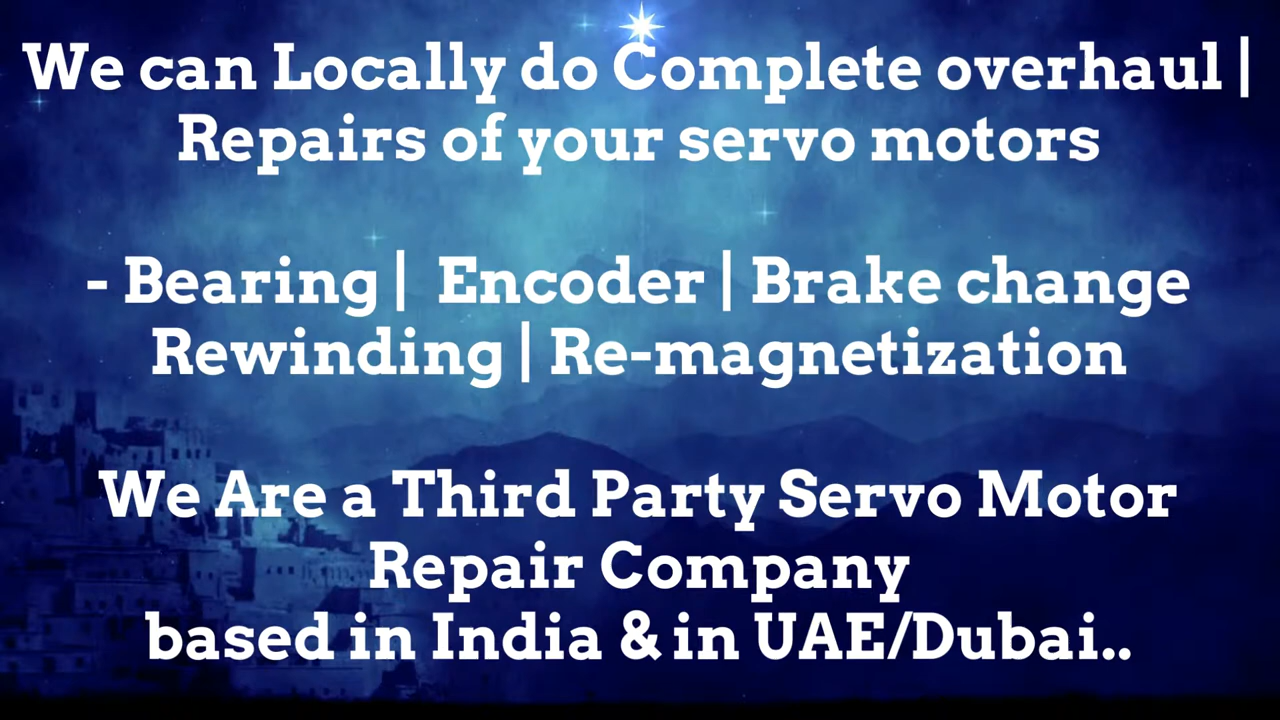 We can Locally do Complete overhaul |
Repairs of your servo motors
- Bearing | Encoder | Brake change
Rewinding | Re-magnetization
We Are a Third Party Servo Motor
Repair Company
based in India & in UAE/Dubai..